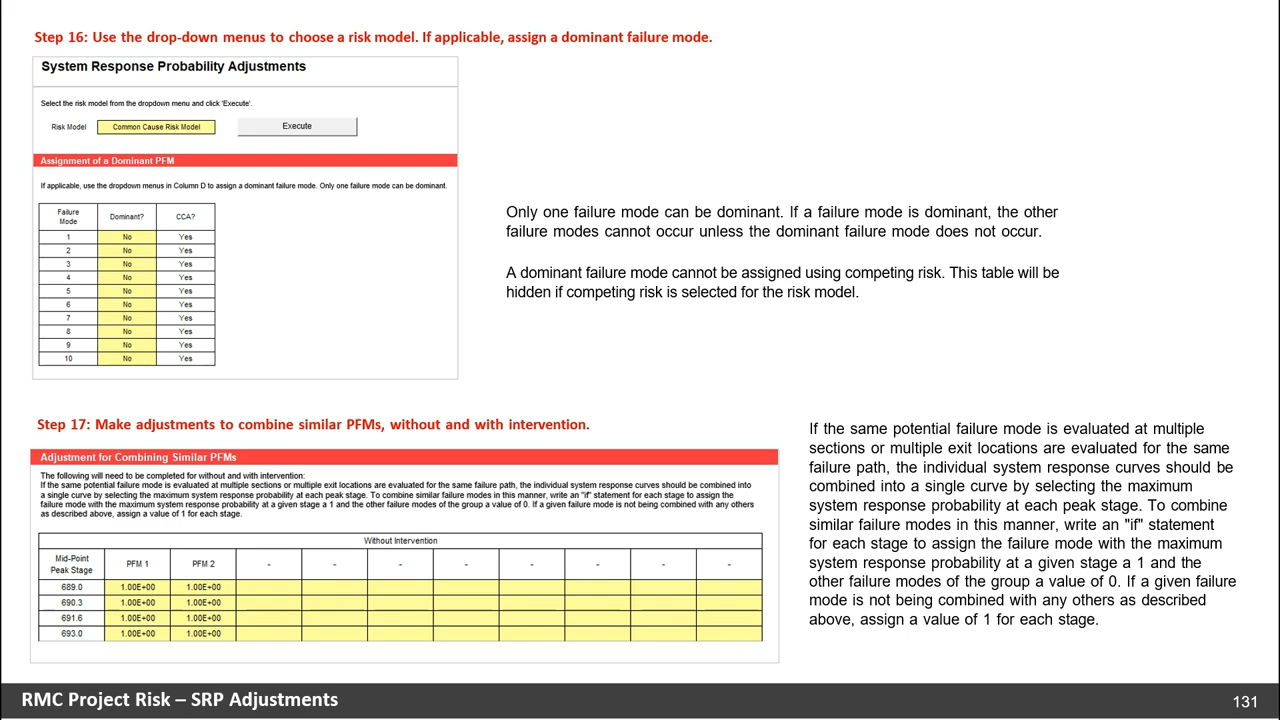 Step 16: Use the drop-down menus to choose a risk model. If applicable, assign a dominant failure mode.
System Response Probability Adjustments
Select the risk model from the dropdown menu and click 'Execute'.
Risk Model Common Cause Risk Model Execute
Assignment of a Dominant PFM
If applicable, use the dropdown menus in Column D to assign a dominant failure mode. Only one failure mode can be dominant.
Failure Mode Dominant? CCA?
1 No Yes
2 No Yes
3 No Yes
4 No Yes
5 No Yes
6 No Yes
7 No Yes
8 No Yes
9 No Yes
10 No Yes
Only one failure mode can be dominant. If a failure mode is dominant, the other
failure modes cannot occur unless the dominant failure mode does not occur.
A dominant failure mode cannot be assigned using competing risk. This table will be
hidden if competing risk is selected for the risk model.
Step 17: Make adjustments to combine similar PFMs, without and with intervention.
Adjustment for Combining Similar PFMs
The following will need to be completed for without and with intervention:
If the same potential failure mode is evaluated at multiple sections or multiple exit locations are evaluated for the same failure path, the individual system response curves should be combined into
a single curve by selecting the maximum system response probability at each peak stage. To combine similar failure modes in this manner, write an "if" statement for each stage to assign the
failure mode with the maximum system response probability at a given stage a 1 and the other failure modes of the group a value of 0. If a given failure mode is not being combined with any others
as described above, assign a value of 1 for each stage.
Without Intervention
Mid-Point Peak Stage PFM 1 PFM 2 - - - - - - - -
689.0 1.00E+00 1.00E+00
690.3 1.00E+00 1.00E+00
691.6 1.00E+00 1.00E+00
693.0 1.00E+00 1.00E+00
If the same potential failure mode is evaluated at multiple
sections or multiple exit locations are evaluated for the same
failure path, the individual system response curves should be
combined into a single curve by selecting the maximum
system response probability at each peak stage. To combine
similar failure modes in this manner, write an "if" statement
for each stage to assign the failure mode with the maximum
system response probability at a given stage a 1 and the
other failure modes of the group a value of 0. If a given failure
mode is not being combined with any others as described
above, assign a value of 1 for each stage.
RMC Project Risk – SRP Adjustments
131